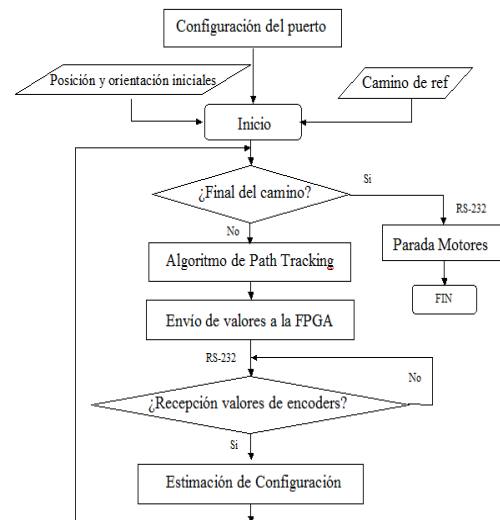 Configuración del puerto
Posición y orientación iniciales
Camino de ref
Inicio
¿Final del camino?
Si
No
RS-232
Algoritmo de Path Tracking
Parada Motores
FIN
Envío de valores a la FPGA
RS-232
No
¿Recepción valores de encoders?
Si
Estimación de Configuración